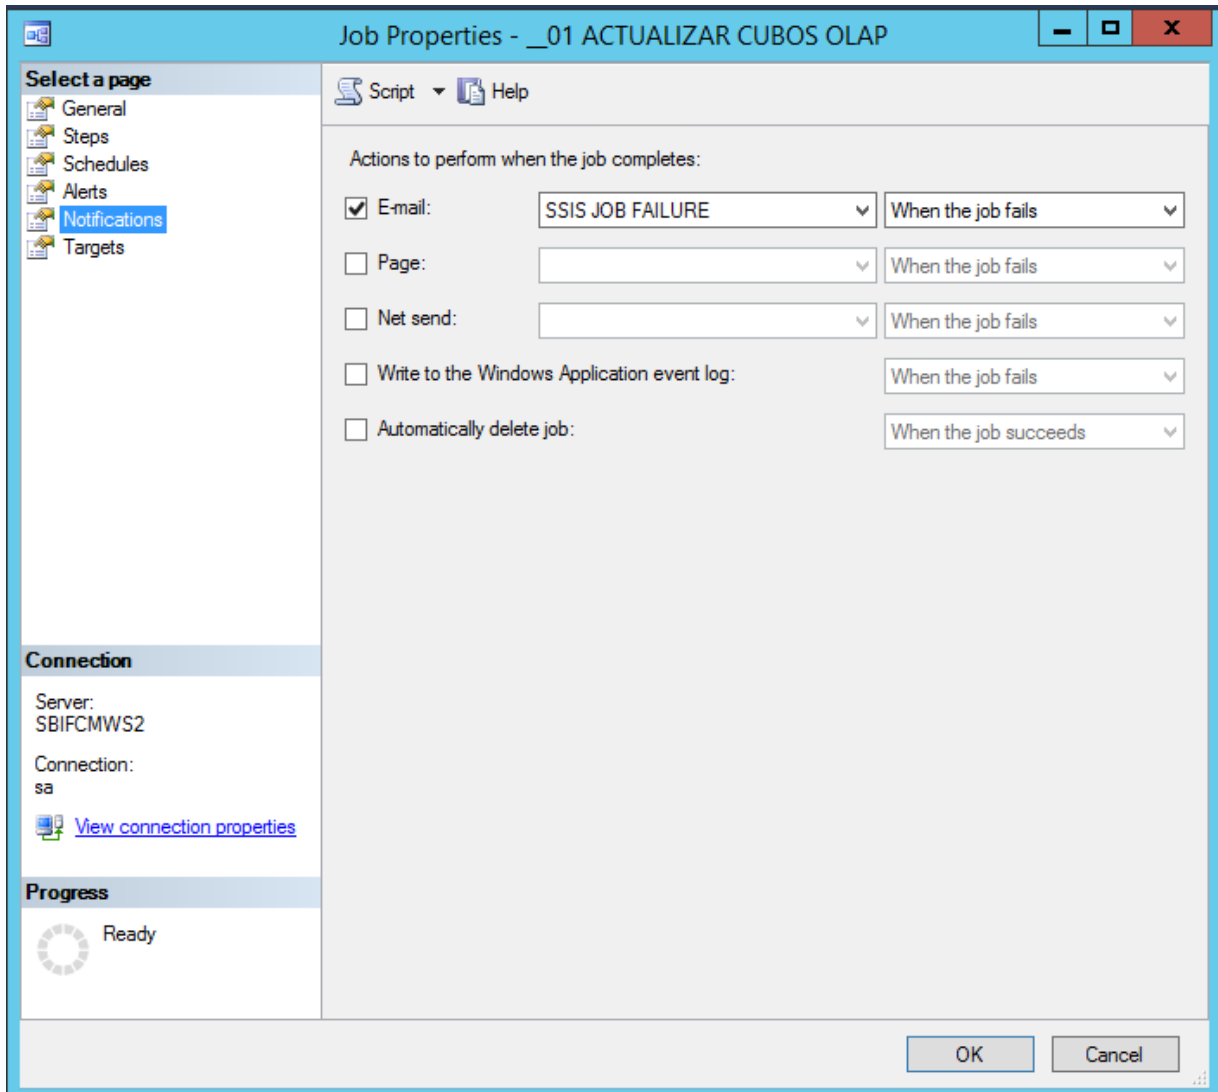 Job Properties - __01 ACTUALIZAR CUBOS OLAP
Select a page
General
Steps
Schedules
Alerts
Notifications
Targets
Script
Help
Actions to perform when the job completes:
E-mail: SSIS JOB FAILURE When the job fails
Page: When the job fails
Net send: When the job fails
Write to the Windows Application event log: When the job fails
Automatically delete job: When the job succeeds
Connection
Server:
SBIFCMWS2
Connection:
sa
View connection properties
Progress
Ready
OK Cancel